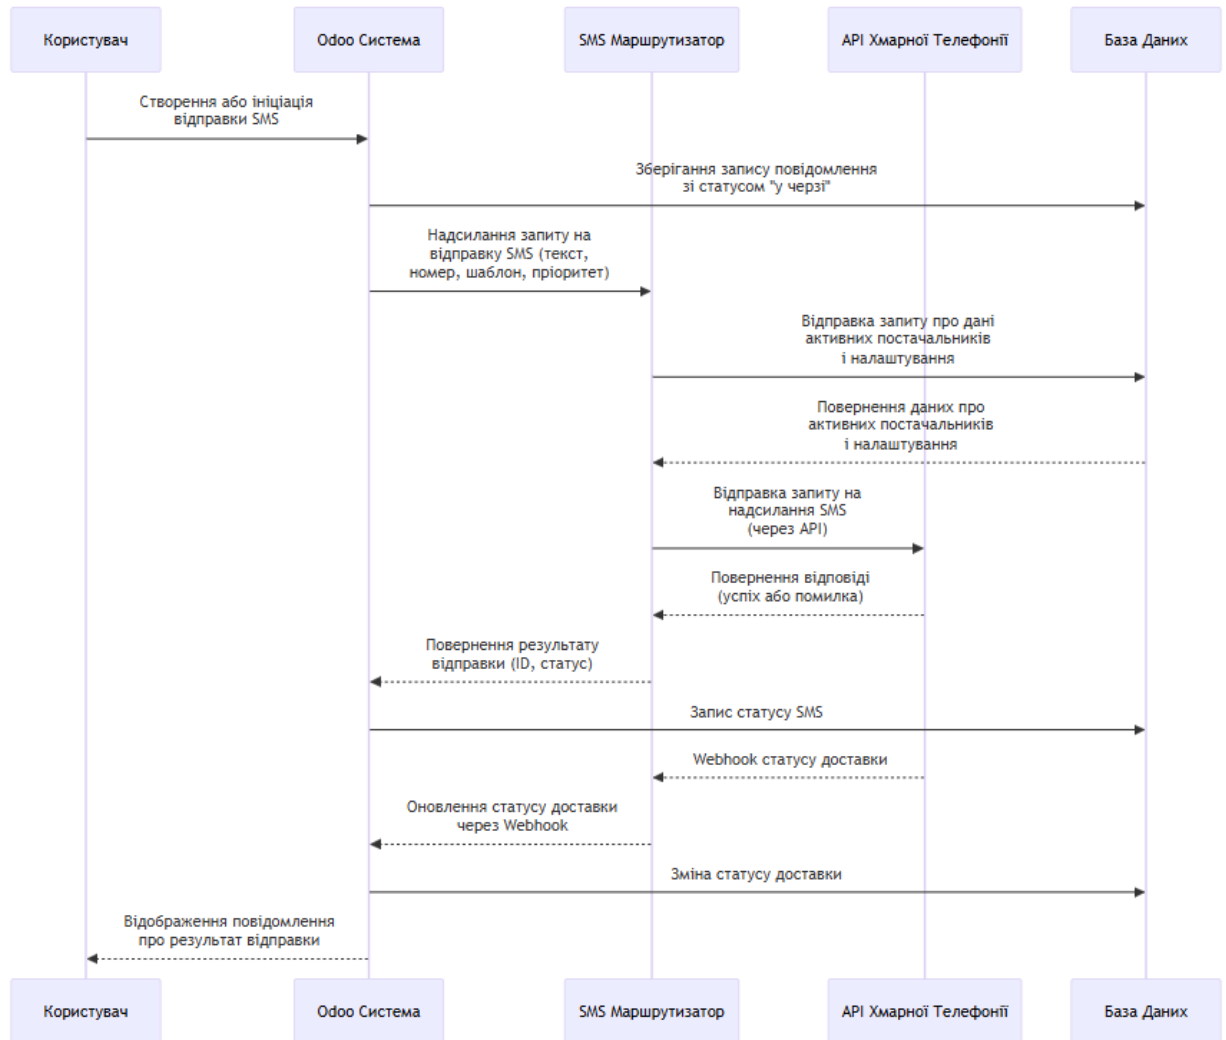 Користувач
Odoo Система
SMS Маршрутизатор
API Хмарної Телефонії
База Даних
Створення або ініціація
відправки SMS
Зберігання запису повідомлення
зі статусом "у черзі"
Надсилання запиту на
відправку SMS (текст,
номер, шаблон, пріоритет)
Відправка запиту про дані
активних постачальників
і налаштування
Повернення даних про
активних постачальників
і налаштування
Відправка запиту на
надсилання SMS
(через API)
Повернення відповіді
(успіх або помилка)
Повернення результату
відправки (ID, статус)
Запис статусу SMS
Webhook статусу доставки
Оновлення статусу доставки
через Webhook
Зміна статусу доставки
Відображення повідомлення
про результат відправки
Користувач
Odoo Система
SMS Маршрутизатор
API Хмарної Телефонії
База Даних